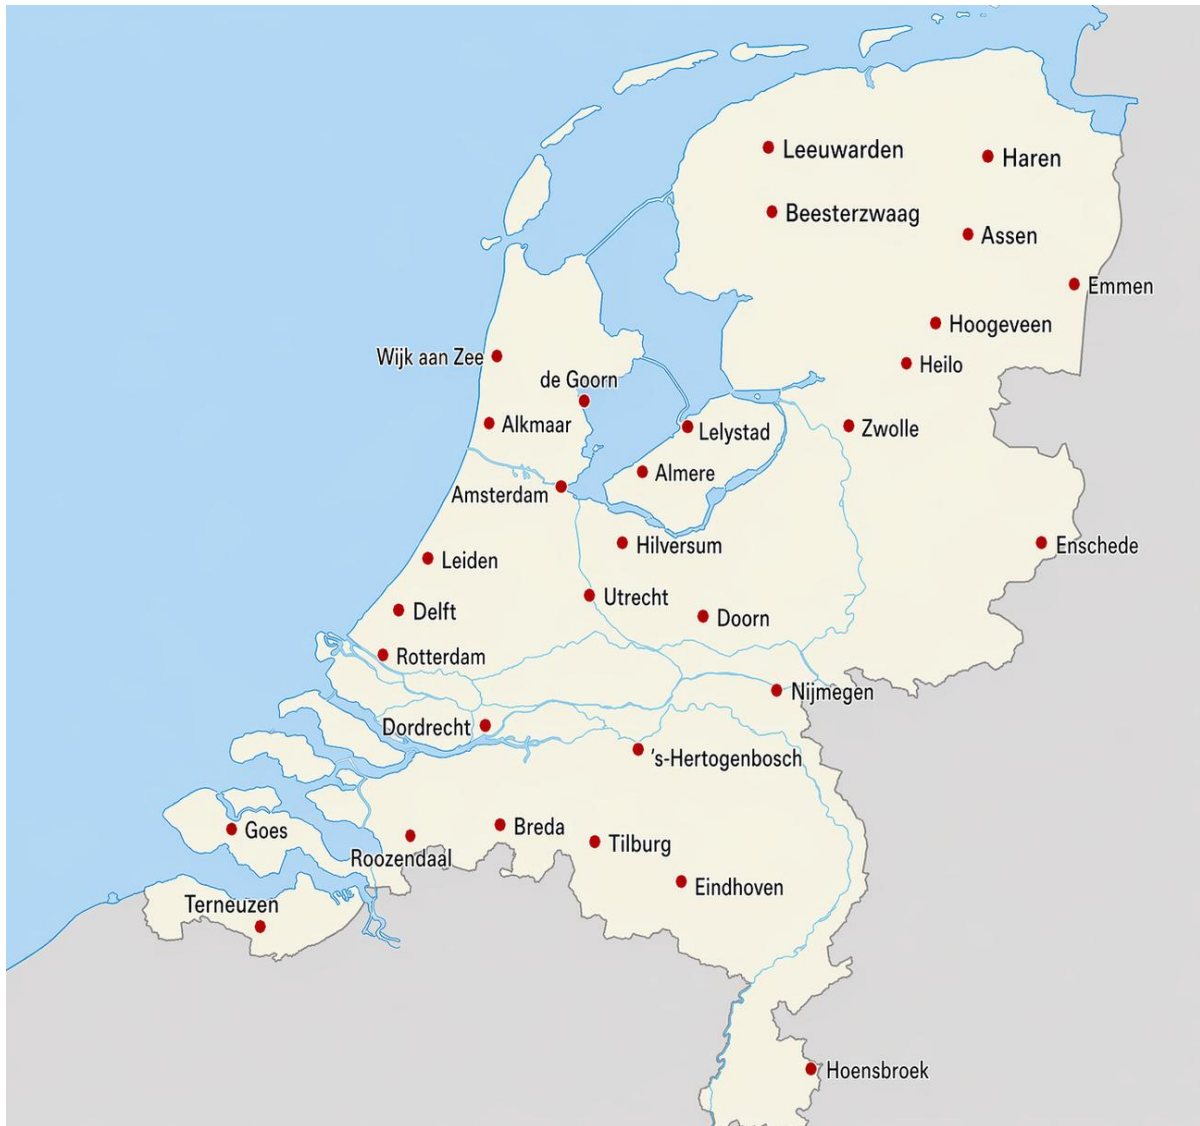 Leeuwarden
Haren
Beesterzwaag
Assen
Emmen
Hoogeveen
Wijk aan Zee
Heilo
de Goorn
Alkmaar
Lelystad
Zwolle
Almere
Amsterdam
Hilversum
Enschede
Leiden
Utrecht
Delft
Doorn
Rotterdam
Nijmegen
Dordrecht
's-Hertogenbosch
Goes
Breda
Tilburg
Roozendaal
Eindhoven
Terneuzen
Hoensbroek